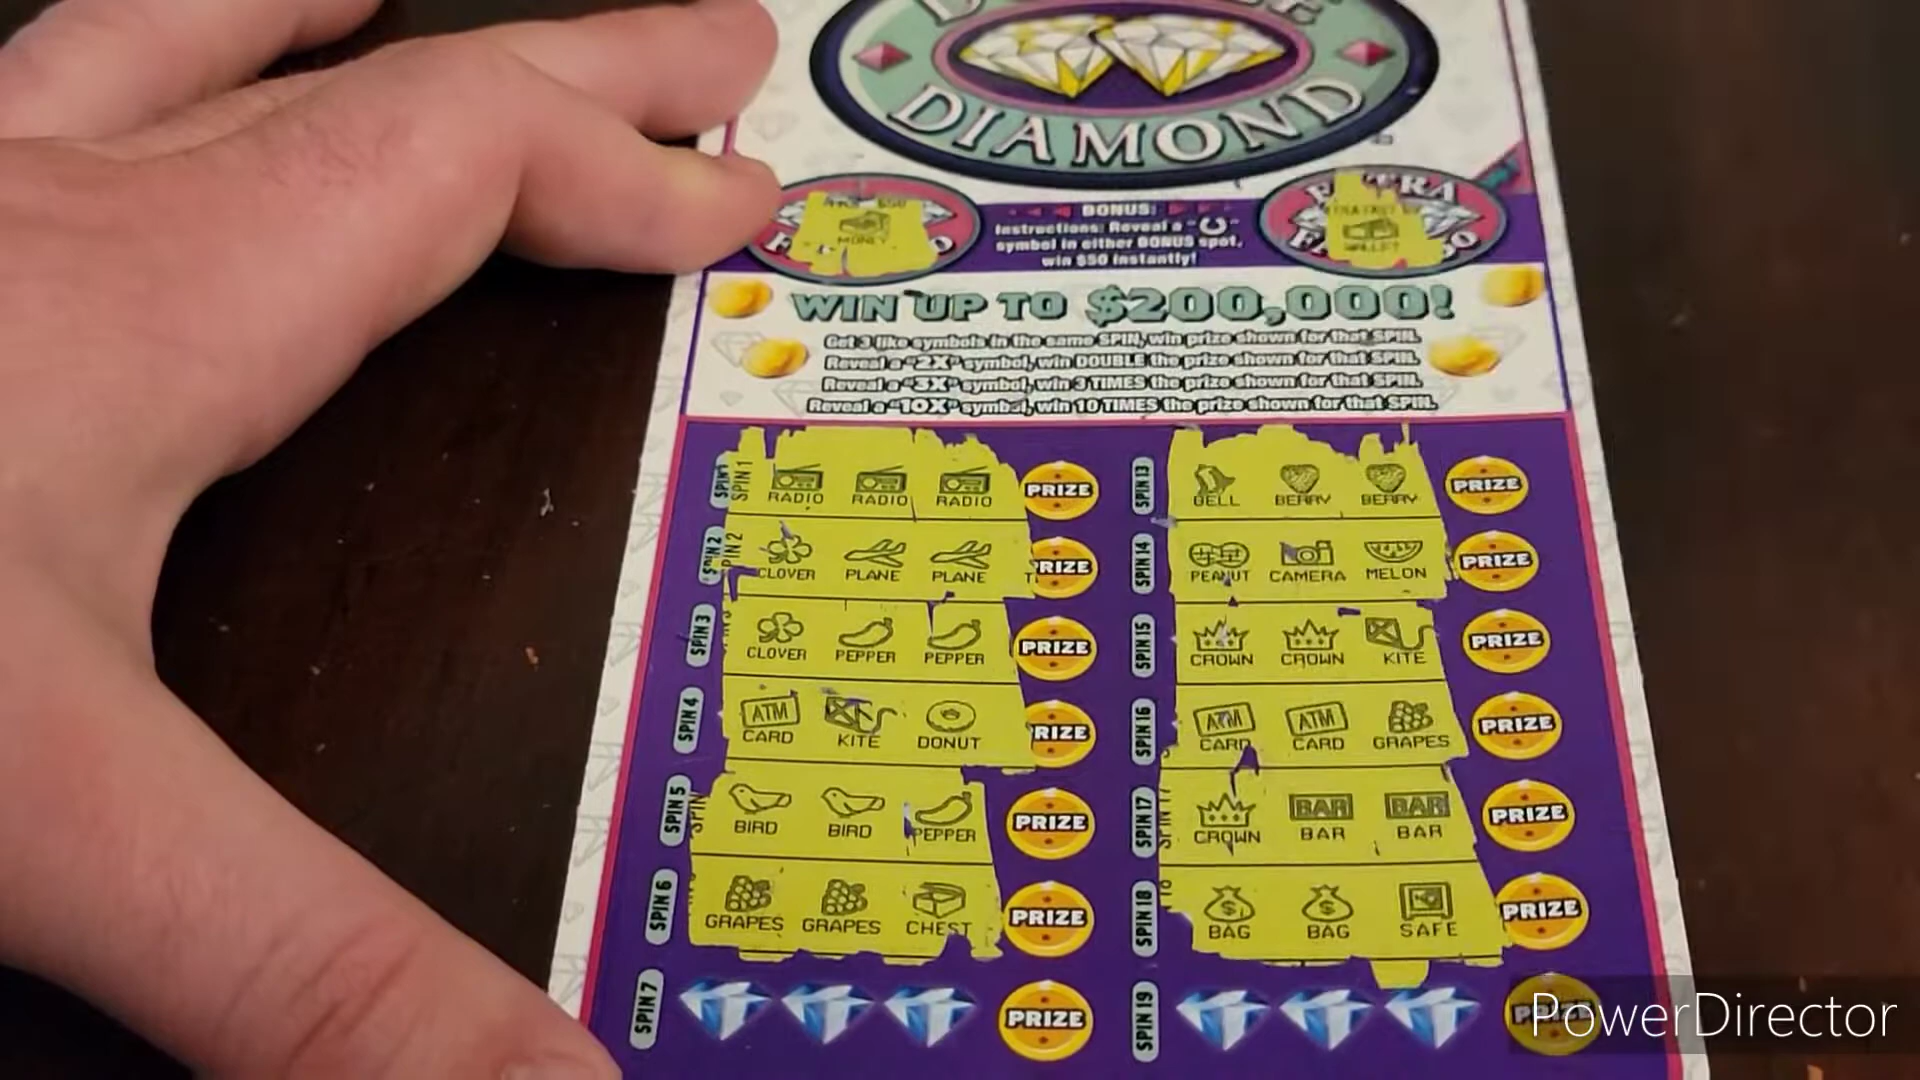 DIAMOND
BONUS:
Instructions: Reveal a "C"
symbol in either BONUS spot,
win $50 instantly!
MONEY
WALLET
WIN UP TO $200,000!
Get 3 like symbols in the same SPIN, win prize shown for that SPIN.
Reveal a "2X" symbol, win DOUBLE the prize shown for that SPIN.
Reveal a "3X" symbol, win 3 TIMES the prize shown for that SPIN.
Reveal a "10X" symbol, win 10 TIMES the prize shown for that SPIN.
SPIN 1 SPIN 1 RADIO RADIO RADIO PRIZE
SPIN 2 CLOVER PLANE PLANE PRIZE
SPIN 3 CLOVER PEPPER PEPPER PRIZE
SPIN 4 ATM CARD KITE DONUT PRIZE
SPIN 5 SPIN BIRD BIRD PEPPER PRIZE
SPIN 6 GRAPES GRAPES CHEST PRIZE
SPIN 7 PRIZE
SPIN 13 BELL BERRY BERRY PRIZE
SPIN 14 PEANUT CAMERA MELON PRIZE
SPIN 15 CROWN CROWN KITE PRIZE
SPIN 16 ATM CARD ATM CARD GRAPES PRIZE
SPIN 17 SPIN 17 CROWN BAR BAR BAR BAR PRIZE
SPIN 18 $ BAG $ BAG SAFE PRIZE
SPIN 19
PowerDirector